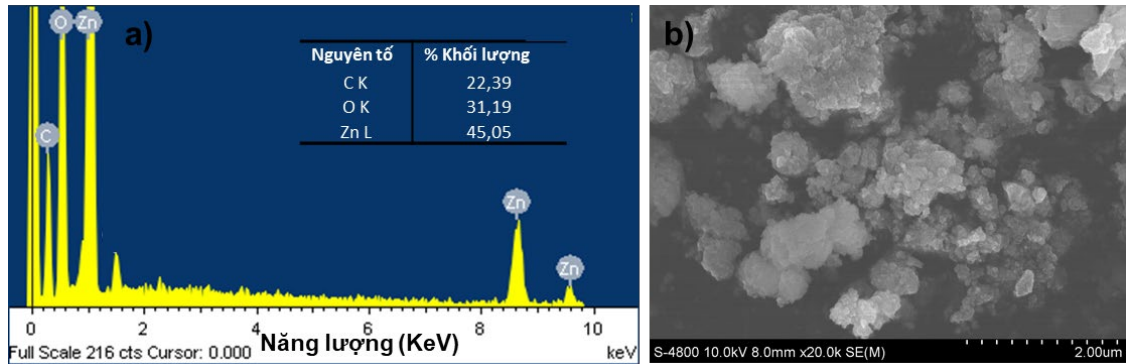 a)
O
Zn
C
Zn
Zn
Nguyên tố % Khối lượng
C K 22,39
O K 31,19
Zn L 45,05
0 2 4 6 8 10
Năng lượng (KeV)
Full Scale 216 cts Cursor: 0.000 keV
b)
S-4800 10.0kV 8.0mm x20.0k SE(M) 2.00um